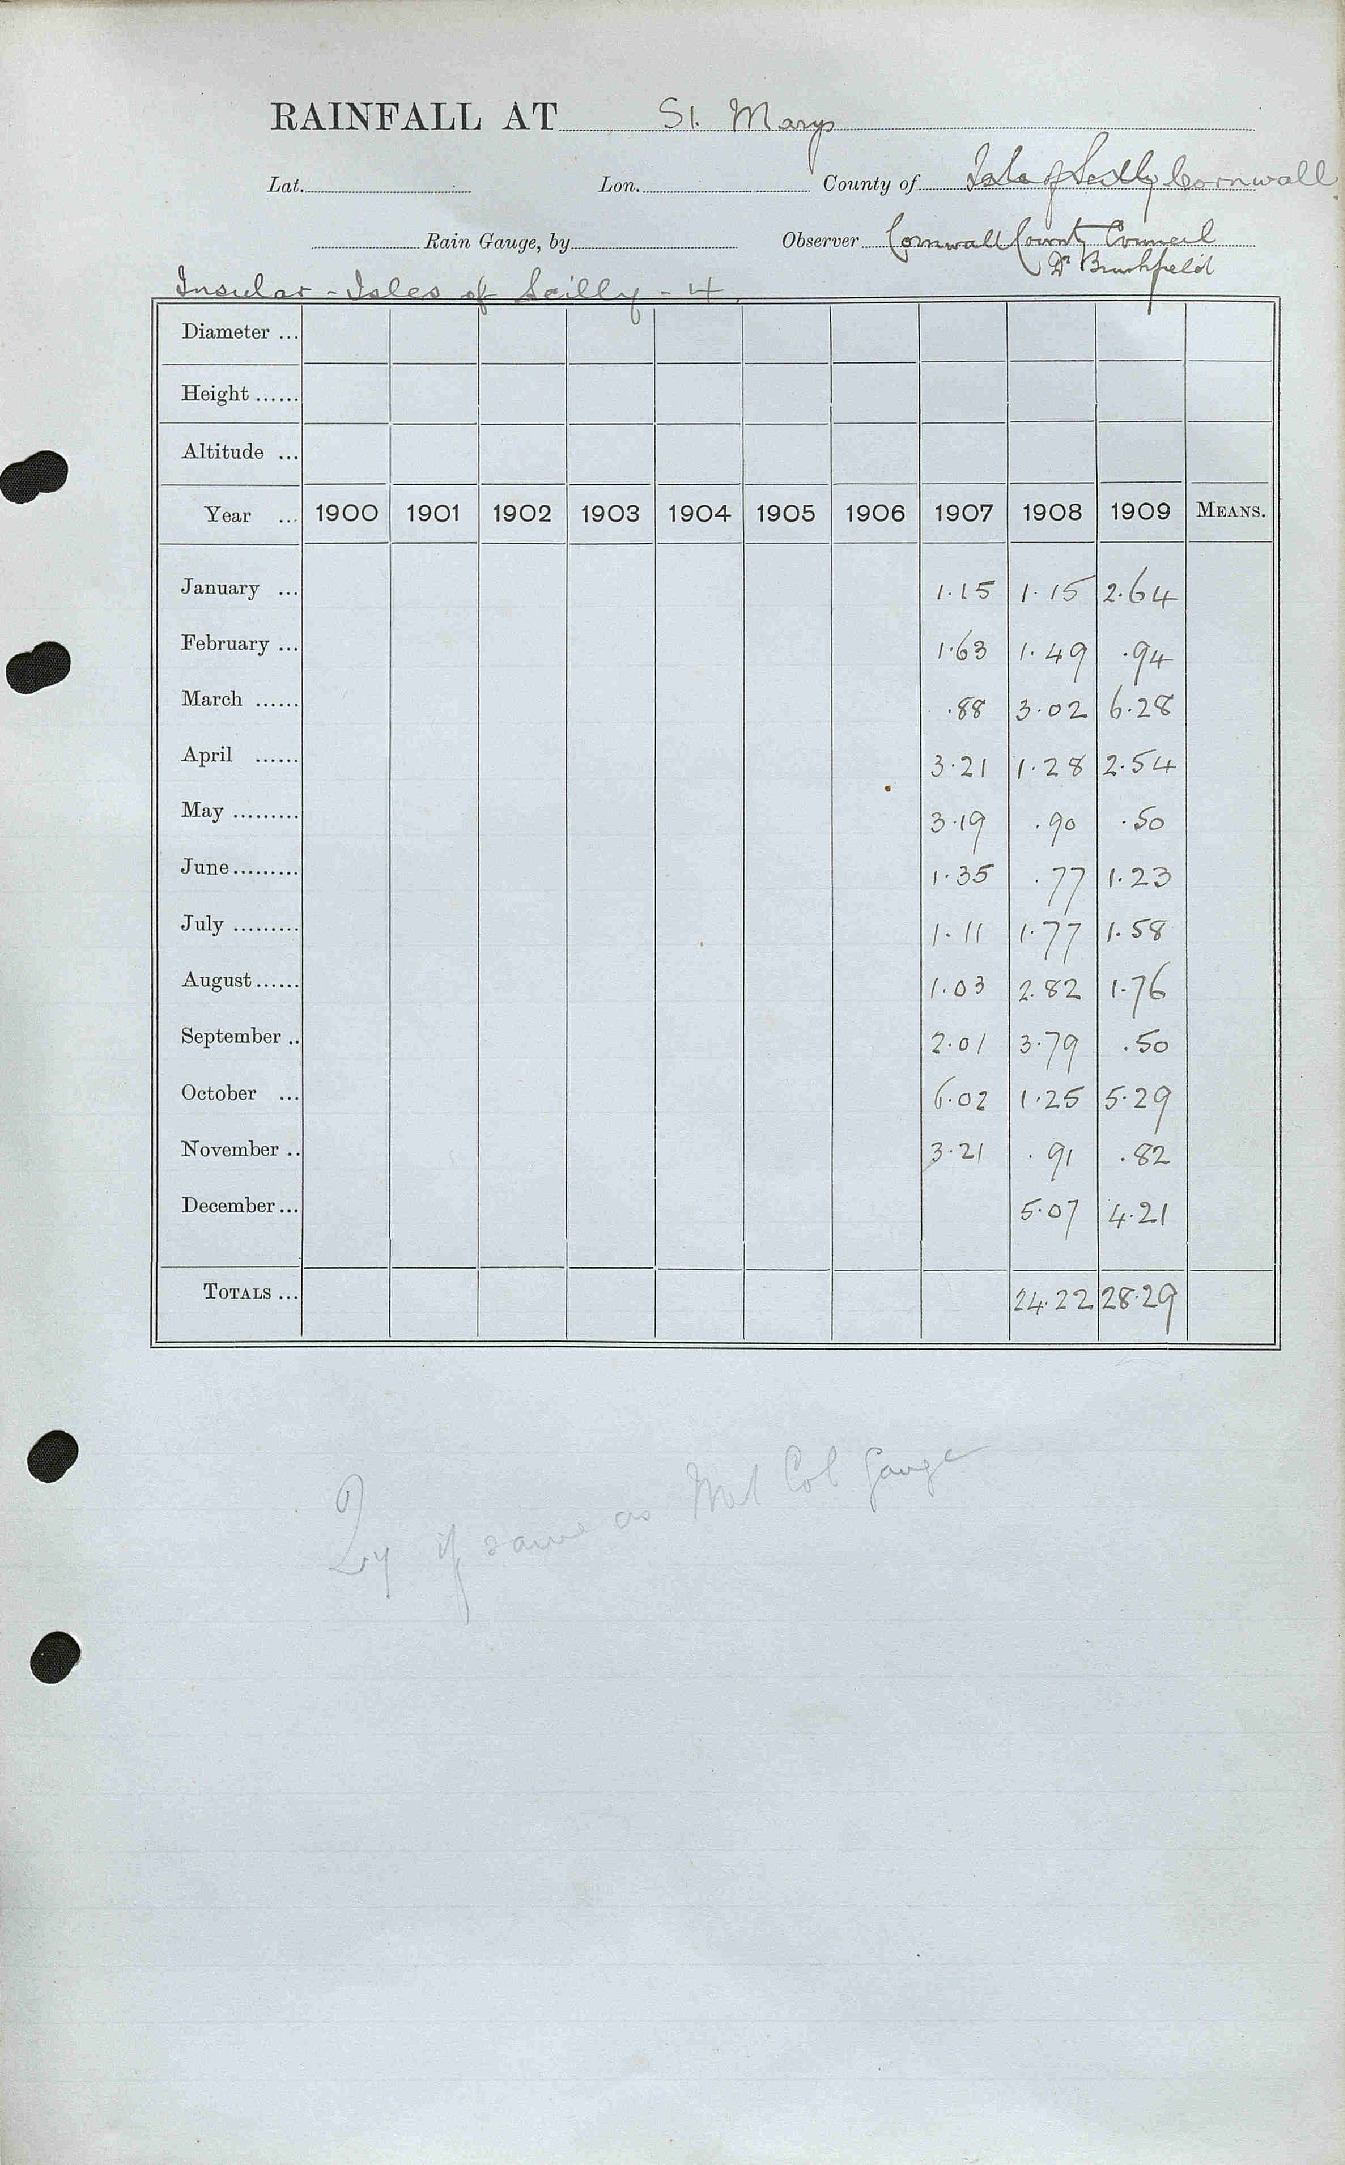 RAINFALL AT St. Marys
Lat. Lon. County of Isle of Scilly Cornwall.
Rain Gauge, by Observer Cornwall County Council
Dr Brushfield
Insular - Isles of Scilly - 4.
Diameter ...
Height ......
Altitude ...
Year ... 1900 1901 1902 1903 1904 1905 1906 1907 1908 1909 MEANS.
January ... 1.15 1.15 2.64
February ... 1.63 1.49 .94
March ...... .88 3.02 6.28
April ...... 3.21 1.28 2.54
May ......... 3.19 .90 .50
June ......... 1.35 .77 1.23
July ......... 1.11 1.77 1.58
August ...... 1.03 2.82 1.76
September .. 2.01 3.79 .50
October ... 6.02 1.25 5.29
November .. 3.21 .91 .82
December ... 5.07 4.21
TOTALS ... 24.22 28.29
Qy if same as Met Col Gauge